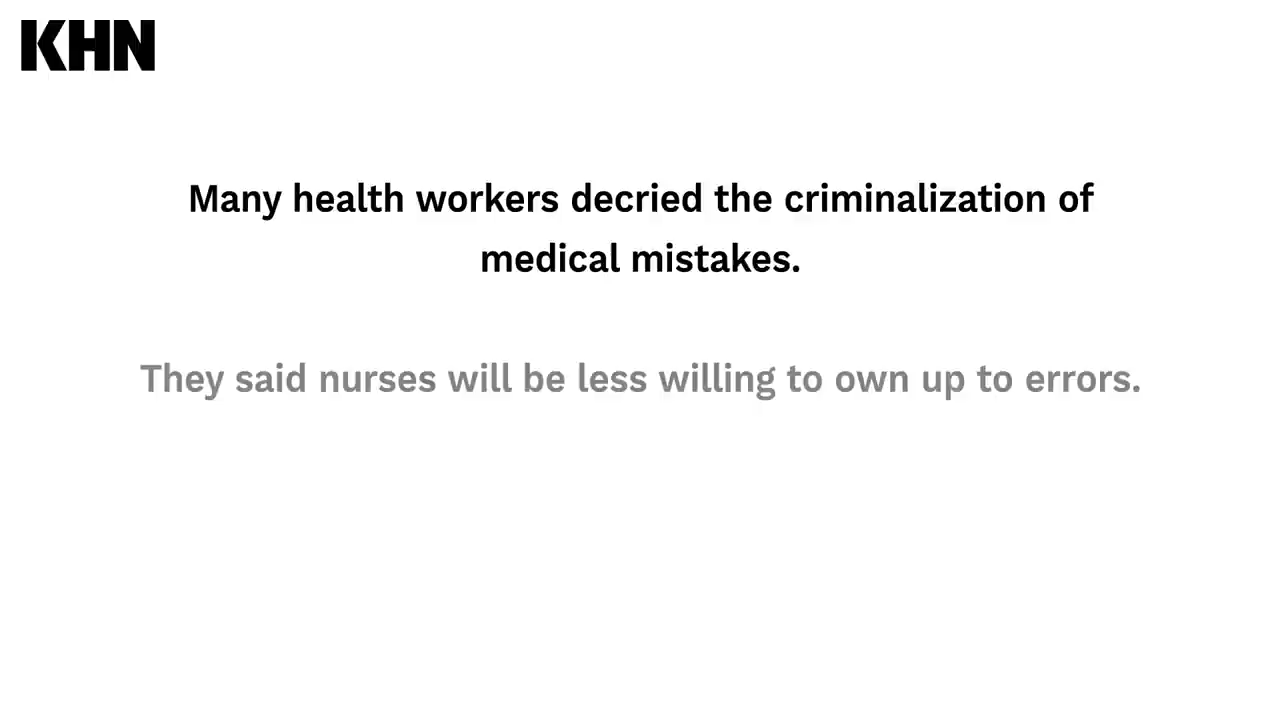 KHN
Many health workers decried the criminalization of
medical mistakes.
They said nurses will be less willing to own up to errors.